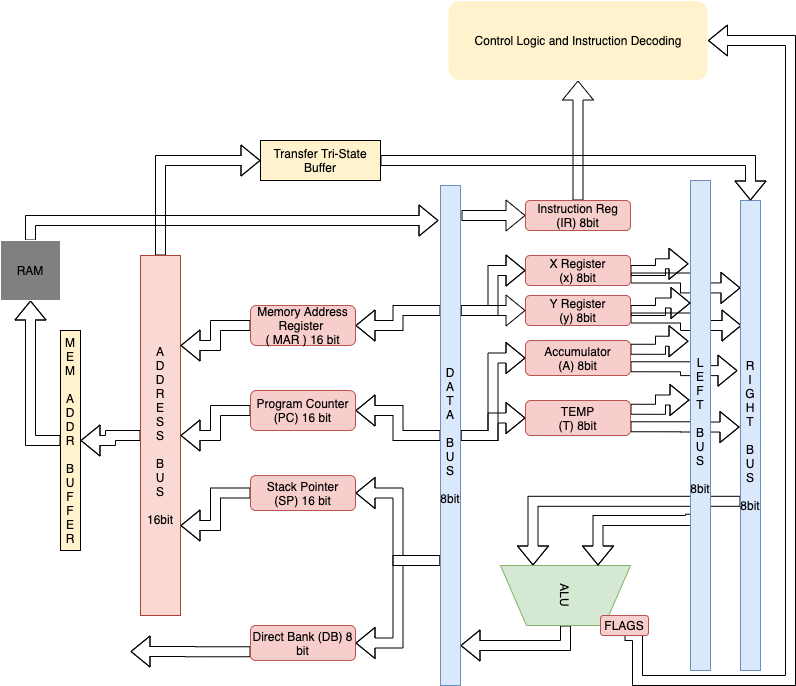 Control Logic and Instruction Decoding
Transfer Tri-State
Buffer
Instruction Reg
(IR) 8bit
RAM
X Register
(x) 8bit
Memory Address
Register
( MAR ) 16 bit
Y Register
(y) 8bit
MEM ADDR BUFFER
ADDRESS BUS
16bit
Accumulator
(A) 8bit
DATA BUS
8bit
LEFT BUS
8bit
RIGHT BUS
8bit
Program Counter
(PC) 16 bit
TEMP
(T) 8bit
Stack Pointer
(SP) 16 bit
ALU
FLAGS
Direct Bank (DB) 8
bit